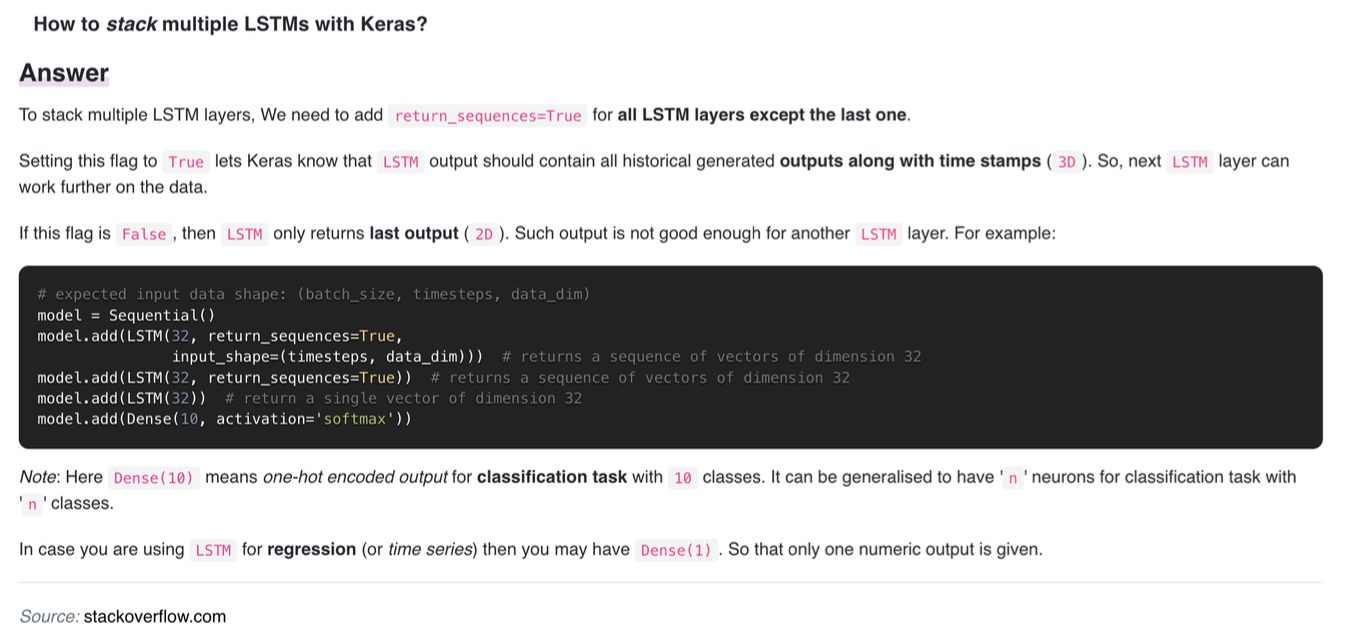 How to stack multiple LSTMs with Keras?
Answer
To stack multiple LSTM layers, We need to add return_sequences=True for all LSTM layers except the last one.
Setting this flag to True lets Keras know that LSTM output should contain all historical generated outputs along with time stamps ( 3D ). So, next LSTM layer can
work further on the data.
If this flag is False , then LSTM only returns last output ( 2D ). Such output is not good enough for another LSTM layer. For example:
# expected input data shape: (batch_size, timesteps, data_dim)
model = Sequential()
model.add(LSTM(32, return_sequences=True,
               input_shape=(timesteps, data_dim)))  # returns a sequence of vectors of dimension 32
model.add(LSTM(32, return_sequences=True))  # returns a sequence of vectors of dimension 32
model.add(LSTM(32))  # return a single vector of dimension 32
model.add(Dense(10, activation='softmax'))
Note: Here Dense(10) means one-hot encoded output for classification task with 10 classes. It can be generalised to have ' n ' neurons for classification task with
' n ' classes.
In case you are using LSTM for regression (or time series) then you may have Dense(1) . So that only one numeric output is given.
Source: stackoverflow.com